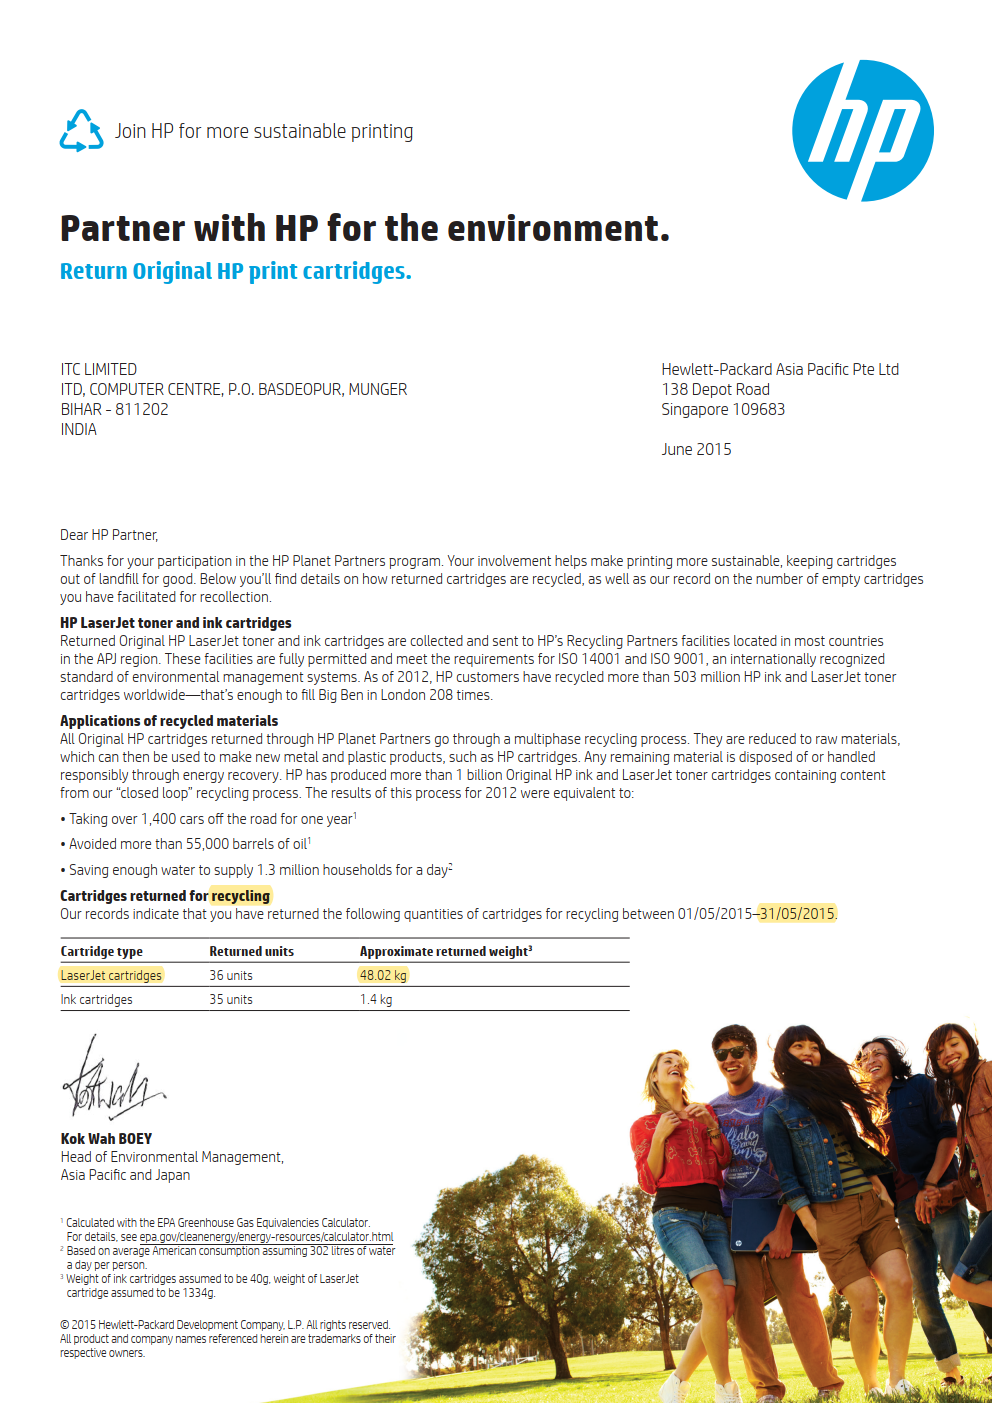 Join HP for more sustainable printing
hp
Partner with HP for the environment.
Return Original HP print cartridges.
ITC LIMITED
ITD, COMPUTER CENTRE, P.O. BASDEOPUR, MUNGER
BIHAR - 811202
INDIA
Hewlett-Packard Asia Pacific Pte Ltd
138 Depot Road
Singapore 109683
June 2015
Dear HP Partner,
Thanks for your participation in the HP Planet Partners program. Your involvement helps make printing more sustainable, keeping cartridges
out of landfill for good. Below you'll find details on how returned cartridges are recycled, as well as our record on the number of empty cartridges
you have facilitated for recollection.
HP LaserJet toner and ink cartridges
Returned Original HP LaserJet toner and ink cartridges are collected and sent to HP's Recycling Partners facilities located in most countries
in the APJ region. These facilities are fully permitted and meet the requirements for ISO 14001 and ISO 9001, an internationally recognized
standard of environmental management systems. As of 2012, HP customers have recycled more than 503 million HP ink and LaserJet toner
cartridges worldwide—that's enough to fill Big Ben in London 208 times.
Applications of recycled materials
All Original HP cartridges returned through HP Planet Partners go through a multiphase recycling process. They are reduced to raw materials,
which can then be used to make new metal and plastic products, such as HP cartridges. Any remaining material is disposed of or handled
responsibly through energy recovery. HP has produced more than 1 billion Original HP ink and LaserJet toner cartridges containing content
from our “closed loop” recycling process. The results of this process for 2012 were equivalent to:
• Taking over 1,400 cars off the road for one year¹
• Avoided more than 55,000 barrels of oil¹
• Saving enough water to supply 1.3 million households for a day²
Cartridges returned for recycling
Our records indicate that you have returned the following quantities of cartridges for recycling between 01/05/2015–31/05/2015.
Cartridge type Returned units Approximate returned weight³
LaserJet cartridges 36 units 48.02 kg
Ink cartridges 35 units 1.4 kg
Kok Wah BOEY
Head of Environmental Management,
Asia Pacific and Japan
¹ Calculated with the EPA Greenhouse Gas Equivalencies Calculator.
For details, see epa.gov/cleanenergy/energy-resources/calculator.html
² Based on average American consumption assuming 302 litres of water
a day per person.
³ Weight of ink cartridges assumed to be 40g, weight of LaserJet
cartridge assumed to be 1334g.
© 2015 Hewlett-Packard Development Company, L.P. All rights reserved.
All product and company names referenced herein are trademarks of their
respective owners.